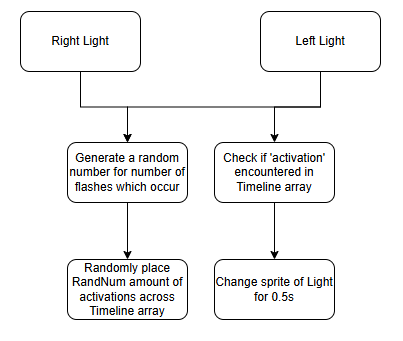 Right Light
Left Light
Generate a random
number for number of
flashes which occur
Check if 'activation'
encountered in
Timeline array
Randomly place
RandNum amount of
activations across
Timeline array
Change sprite of Light
for 0.5s